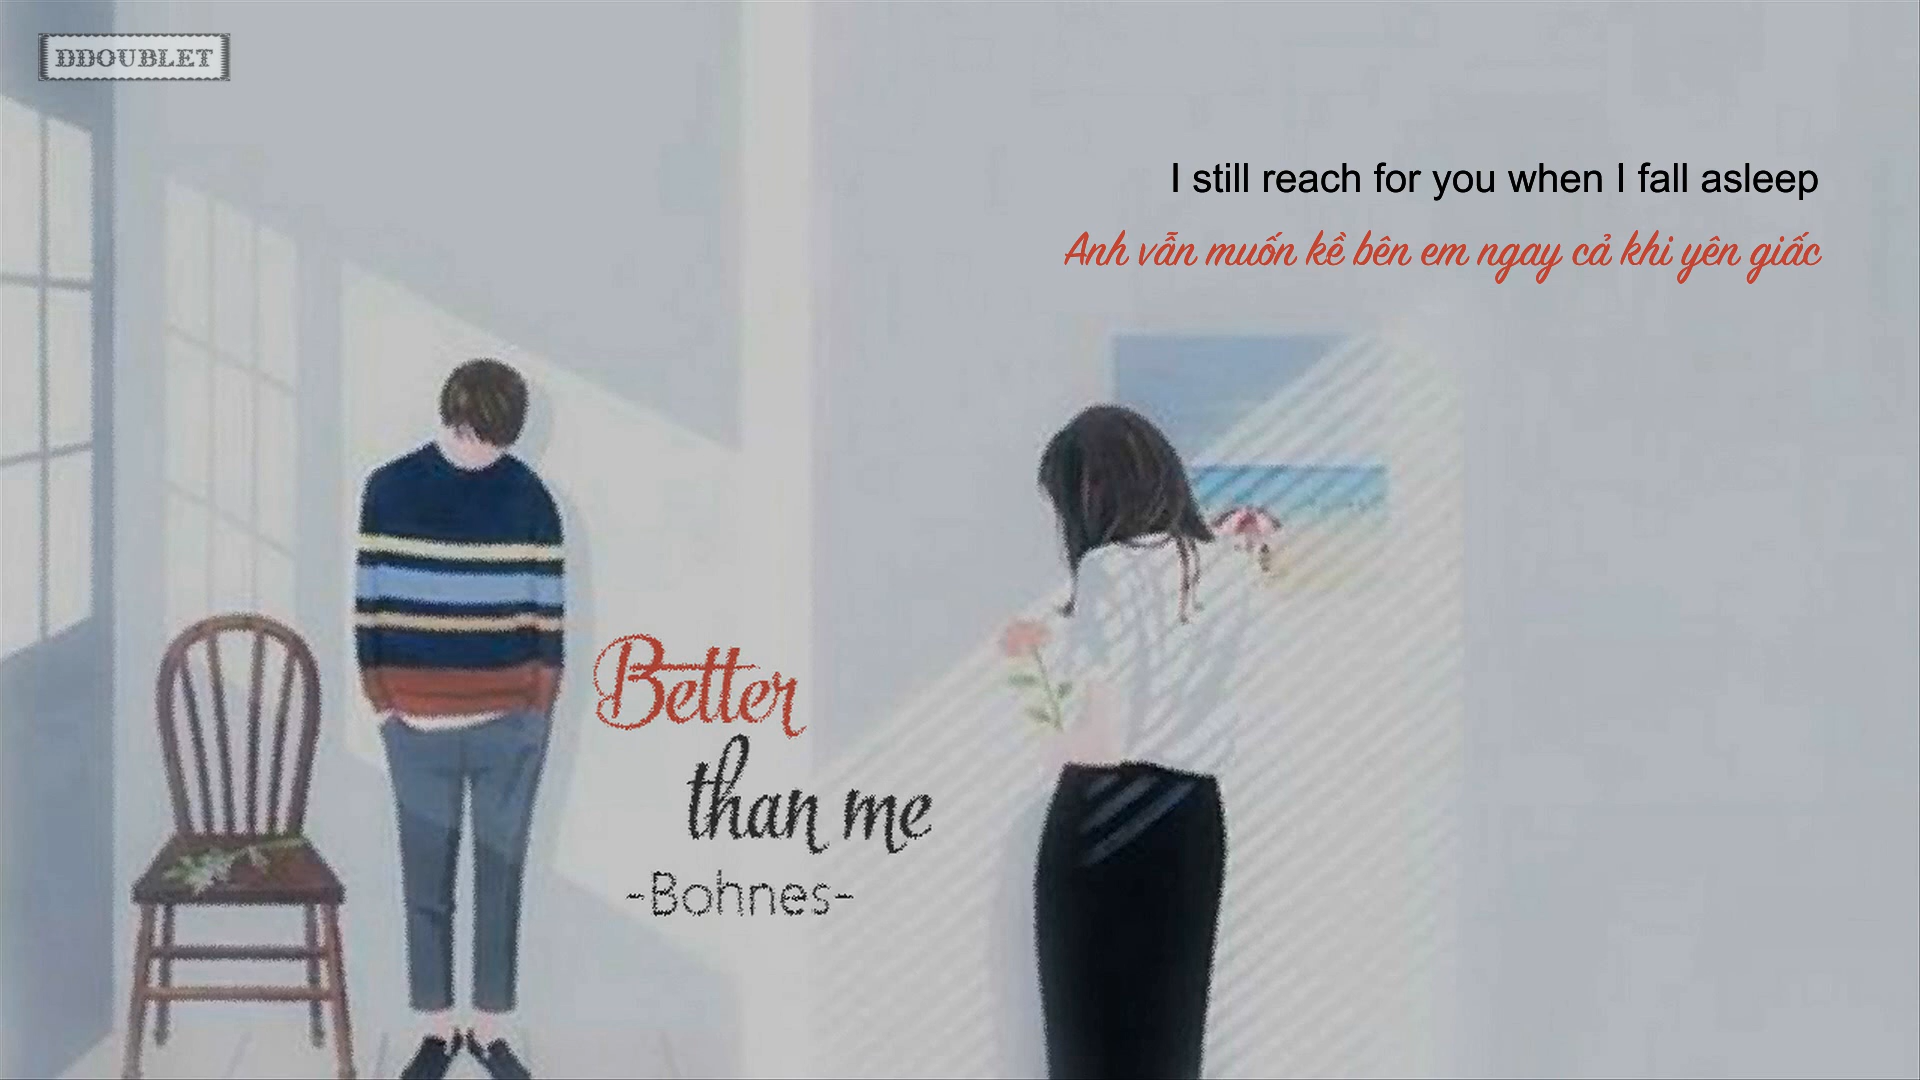 DDOUBLET
I still reach for you when I fall asleep
Anh vẫn muốn kề bên em ngay cả khi yên giấc
Better
than me
-Bohnes-